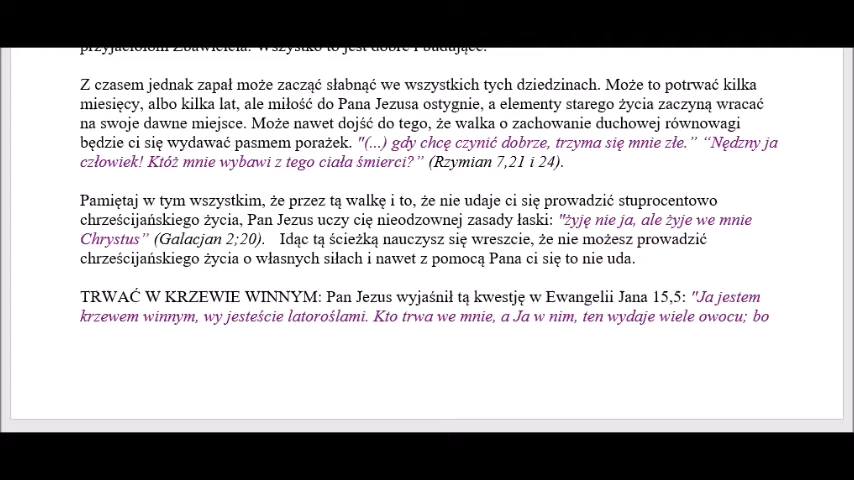 przyjaciołom Zbawiciela. Wszystko to jest dobre i budujące.
Z czasem jednak zapał może zacząć słabnąć we wszystkich tych dziedzinach. Może to potrwać kilka
miesięcy, albo kilka lat, ale miłość do Pana Jezusa ostygnie, a elementy starego życia zaczyną wracać
na swoje dawne miejsce. Może nawet dojść do tego, że walka o zachowanie duchowej równowagi
będzie ci się wydawać pasmem porażek. "(...) gdy chcę czynić dobrze, trzyma się mnie złe.” “Nędzny ja
człowiek! Któż mnie wybawi z tego ciała śmierci?” (Rzymian 7,21 i 24).
Pamiętaj w tym wszystkim, że przez tą walkę i to, że nie udaje ci się prowadzić stuprocentowo
chrześcijańskiego życia, Pan Jezus uczy cię nieodzownej zasady łaski: "żyję nie ja, ale żyje we mnie
Chrystus” (Galacjan 2;20). Idąc tą ścieżką nauczysz się wreszcie, że nie możesz prowadzić
chrześcijańskiego życia o własnych siłach i nawet z pomocą Pana ci się to nie uda.
TRWAĆ W KRZEWIE WINNYM: Pan Jezus wyjaśnił tą kwestję w Ewangelii Jana 15,5: "Ja jestem
krzewem winnym, wy jesteście latoroślami. Kto trwa we mnie, a Ja w nim, ten wydaje wiele owocu; bo